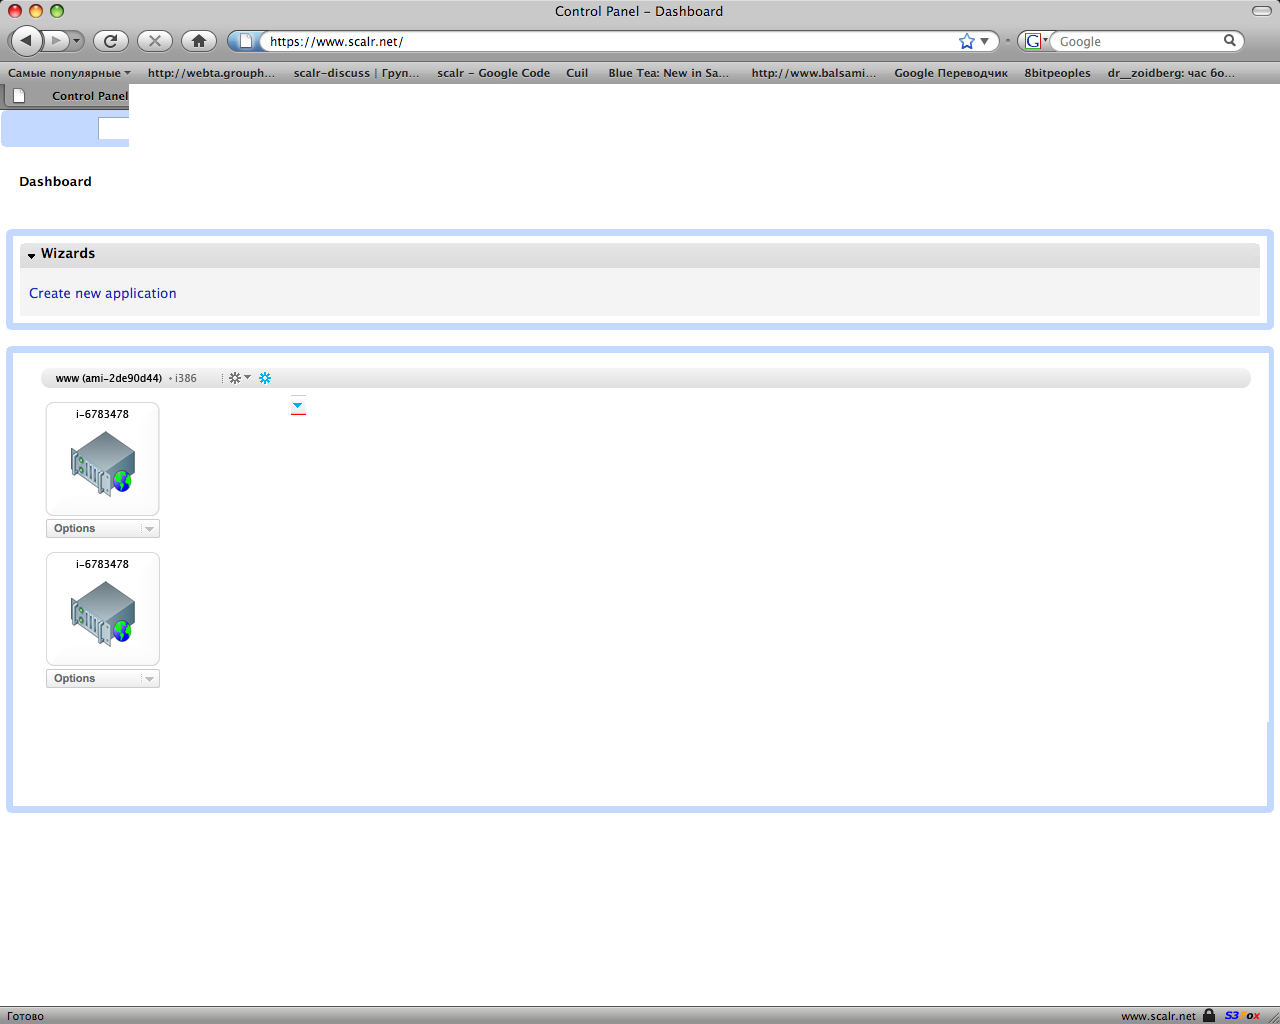 Control Panel – Dashboard
https://www.scalr.net/
Google
Самые популярные http://webta.grouph... scalr-discuss | Груп... scalr – Google Code Cuil Blue Tea: New in Sa... http://www.balsami... Google Переводчик 8bitpeoples dr__zoidberg: час бо...
Control Panel
Dashboard
Wizards
Create new application
www (ami-2de90d44) • i386
i-6783478
Options
i-6783478
Options
Готово
www.scalr.net S3Fox